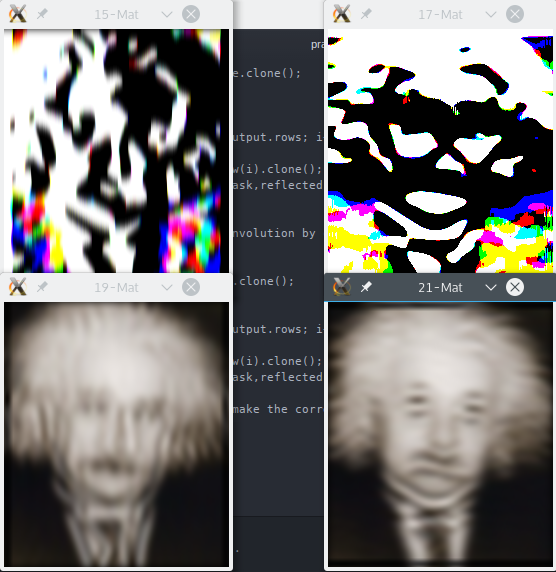 15-Mat
17-Mat
pra
e.clone();
utput.rows; i
w(i).clone();
ask,reflected
nvolution by
.clone();
19-Mat
21-Mat
utput.rows; i
w(i).clone();
ask,reflected
make the corr
.